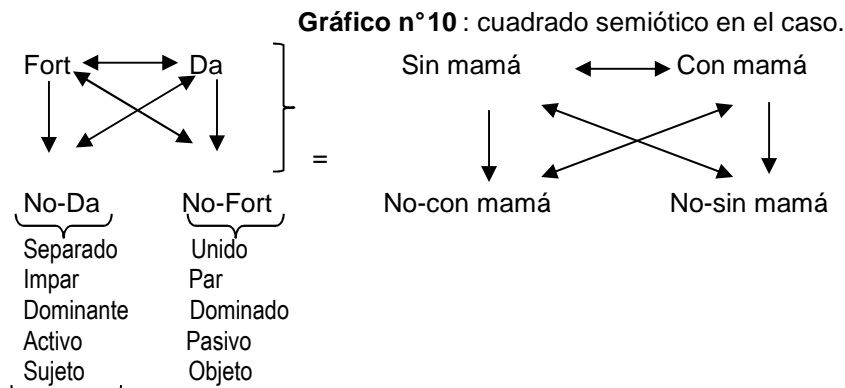 Gráfico n°10 : cuadrado semiótico en el caso.
Fort Da
Sin mamá Con mamá
=
No-Da No-Fort
No-con mamá No-sin mamá
Separado Unido
Impar Par
Dominante Dominado
Activo Pasivo
Sujeto Objeto